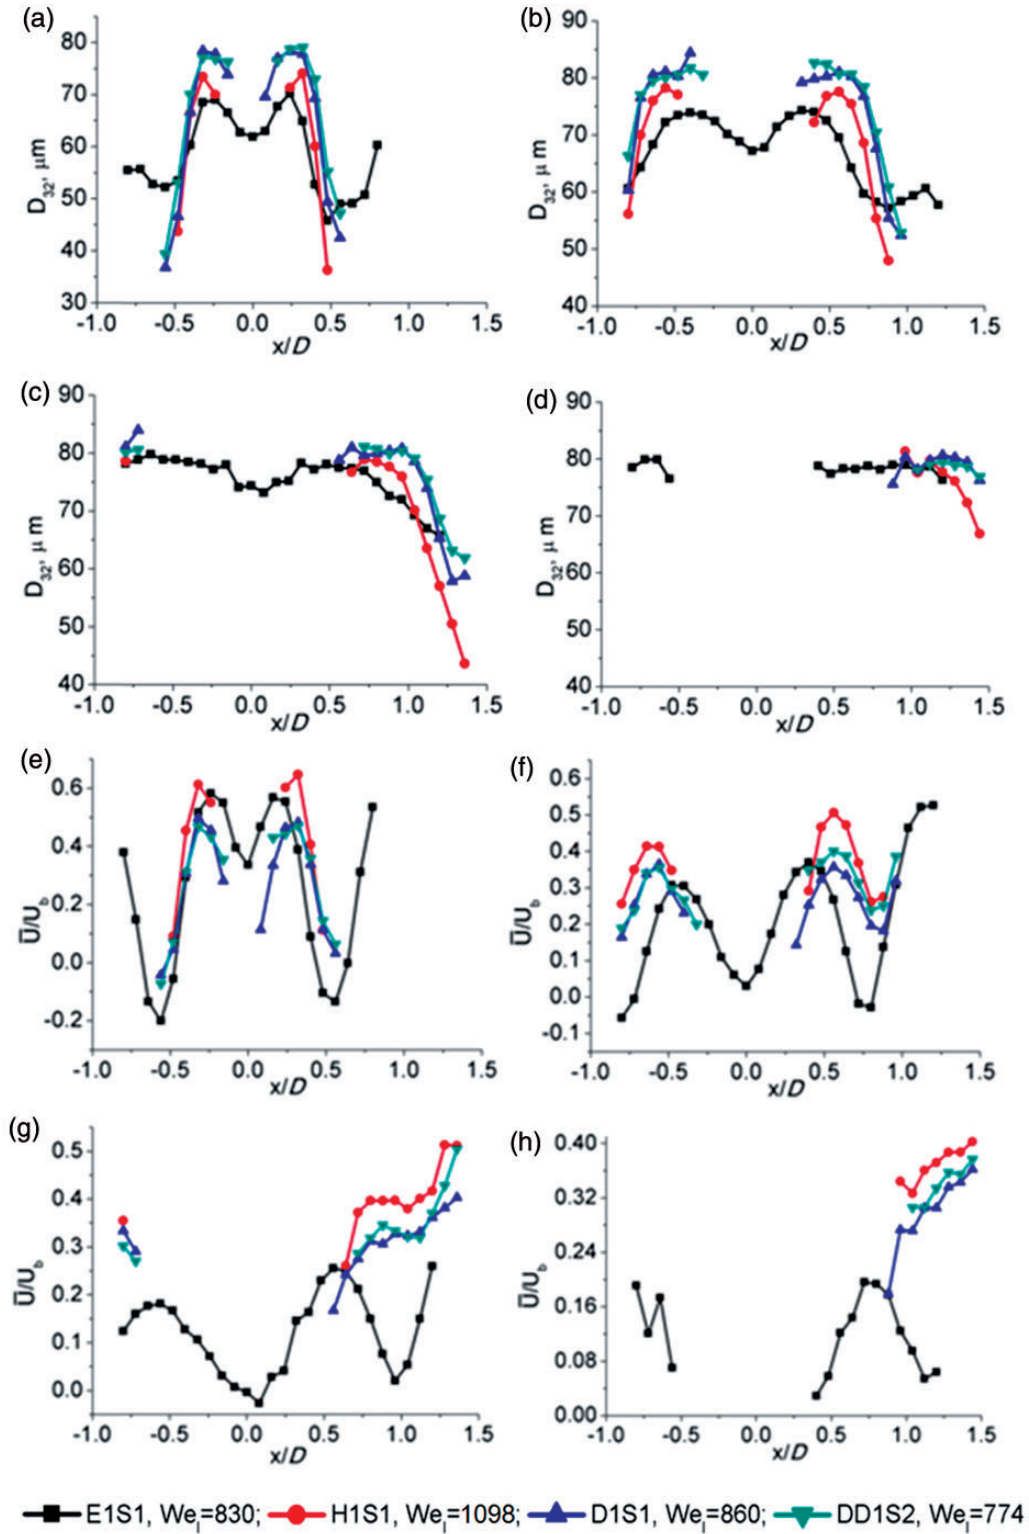 (a)
80
70
60
50
40
30
D32, μm
-1.0 -0.5 0.0 0.5 1.0 1.5
x/D
(b)
90
80
70
60
50
40
D32, μ m
-1.0 -0.5 0.0 0.5 1.0 1.5
x/D
(c)
90
80
70
60
50
40
D32, μ m
-1.0 -0.5 0.0 0.5 1.0 1.5
x/D
(d)
90
80
70
60
50
40
D32, μ m
-1.0 -0.5 0.0 0.5 1.0 1.5
x/D
(e)
0.6
0.4
0.2
0.0
-0.2
U̅/Ub
-1.0 -0.5 0.0 0.5 1.0 1.5
x/D
(f)
0.6
0.5
0.4
0.3
0.2
0.1
0.0
-0.1
U̅/Ub
-1.0 -0.5 0.0 0.5 1.0 1.5
x/D
(g)
0.5
0.4
0.3
0.2
0.1
0.0
U̅/Ub
-1.0 -0.5 0.0 0.5 1.0 1.5
x/D
(h)
0.40
0.32
0.24
0.16
0.08
0.00
U̅/Ub
-1.0 -0.5 0.0 0.5 1.0 1.5
x/D
E1S1, Wel=830; H1S1, Wel=1098; D1S1, Wel=860; DD1S2, Wel=774